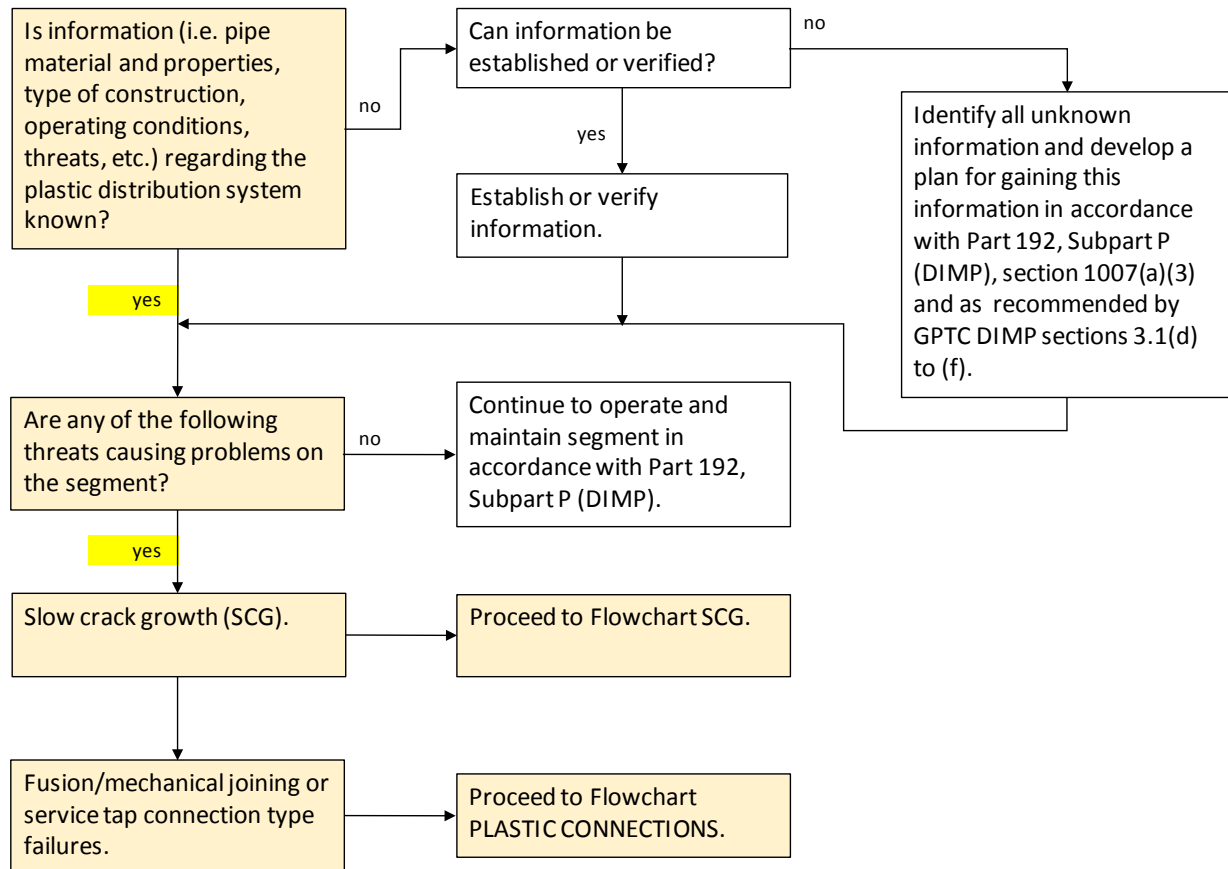 Is information (i.e. pipe
material and properties,
type of construction,
operating conditions,
threats, etc.) regarding the
plastic distribution system
known?
no
Can information be
established or verified?
no
yes
Establish or verify
information.
Identify all unknown
information and develop a
plan for gaining this
information in accordance
with Part 192, Subpart P
(DIMP), section 1007(a)(3)
and as recommended by
GPTC DIMP sections 3.1(d)
to (f).
yes
Are any of the following
threats causing problems on
the segment?
no
Continue to operate and
maintain segment in
accordance with Part 192,
Subpart P (DIMP).
yes
Slow crack growth (SCG).
Proceed to Flowchart SCG.
Fusion/mechanical joining or
service tap connection type
failures.
Proceed to Flowchart
PLASTIC CONNECTIONS.